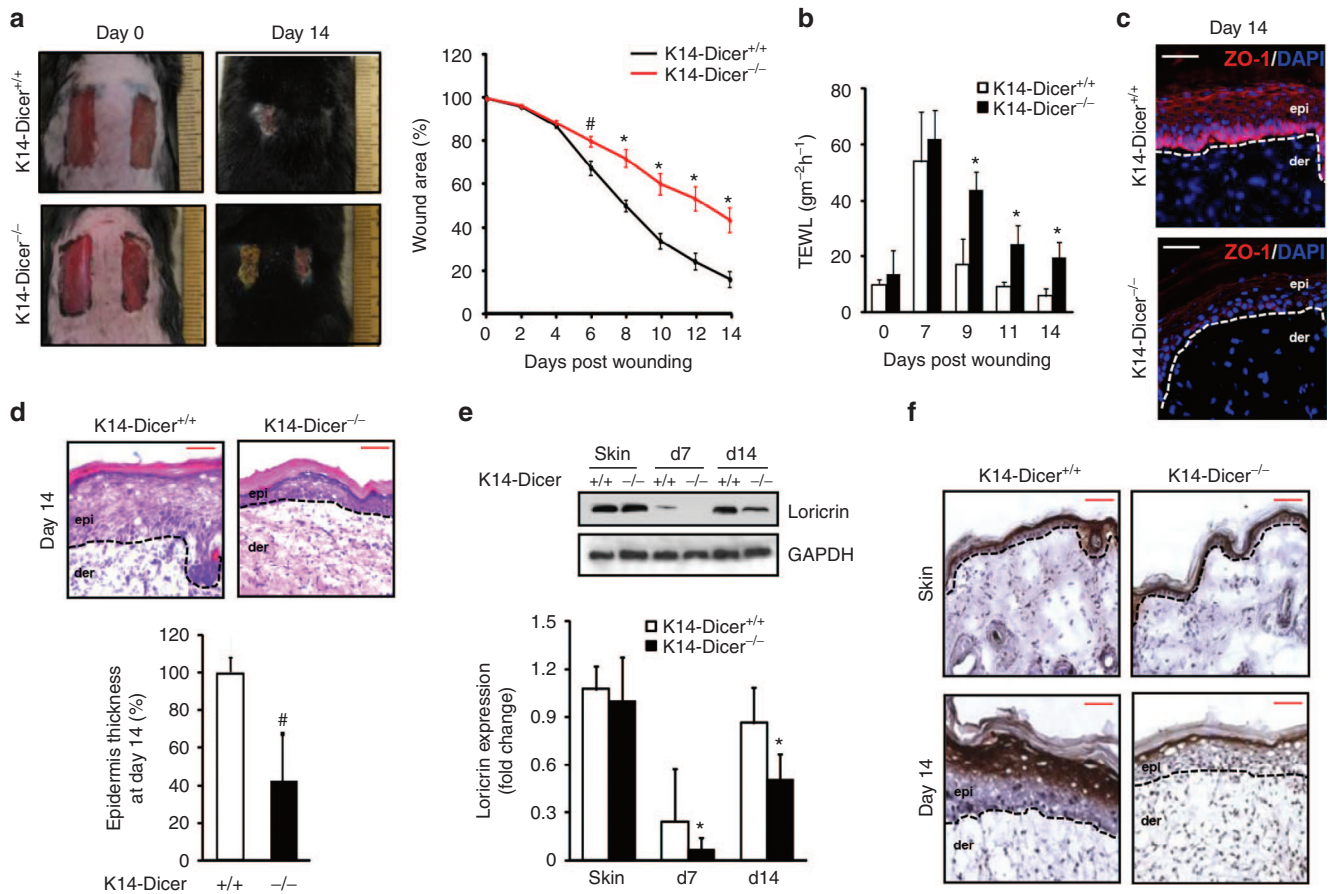 a
Day 0
Day 14
K14-Dicer+/+
K14-Dicer−/−
120
100
80
60
40
20
0
Wound area (%)
K14-Dicer+/+
K14-Dicer−/−
#
*
*
*
*
0 2 4 6 8 10 12 14
Days post wounding
b
80
60
40
20
0
TEWL (gm−2h−1)
K14-Dicer+/+
K14-Dicer−/−
*
*
*
0 7 9 11 14
Days post wounding
c
Day 14
K14-Dicer+/+
ZO-1/DAPI
epi
der
K14-Dicer−/−
ZO-1/DAPI
epi
der
d
K14-Dicer+/+
K14-Dicer−/−
Day 14
epi
der
epi
der
120
100
80
60
40
20
0
Epidermis thickness
at day 14 (%)
#
K14-Dicer +/+ −/−
e
Skin d7 d14
K14-Dicer +/+ −/− +/+ −/− +/+ −/−
Loricrin
GAPDH
1.5
1.2
0.9
0.6
0.3
0
Loricrin expression
(fold change)
K14-Dicer+/+
K14-Dicer−/−
*
*
Skin d7 d14
f
K14-Dicer+/+
K14-Dicer−/−
Skin
Day 14
epi
der
epi
der